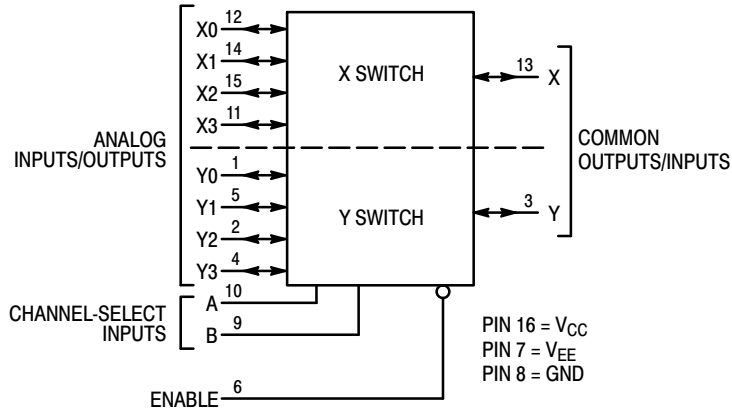 X0 12
X1 14
X2 15
X3 11
X SWITCH
13 X
ANALOG
INPUTS/OUTPUTS
COMMON
OUTPUTS/INPUTS
Y0 1
Y1 5
Y2 2
Y3 4
Y SWITCH
3 Y
CHANNEL-SELECT
INPUTS
A 10
B 9
PIN 16 = VCC
PIN 7 = VEE
PIN 8 = GND
ENABLE 6